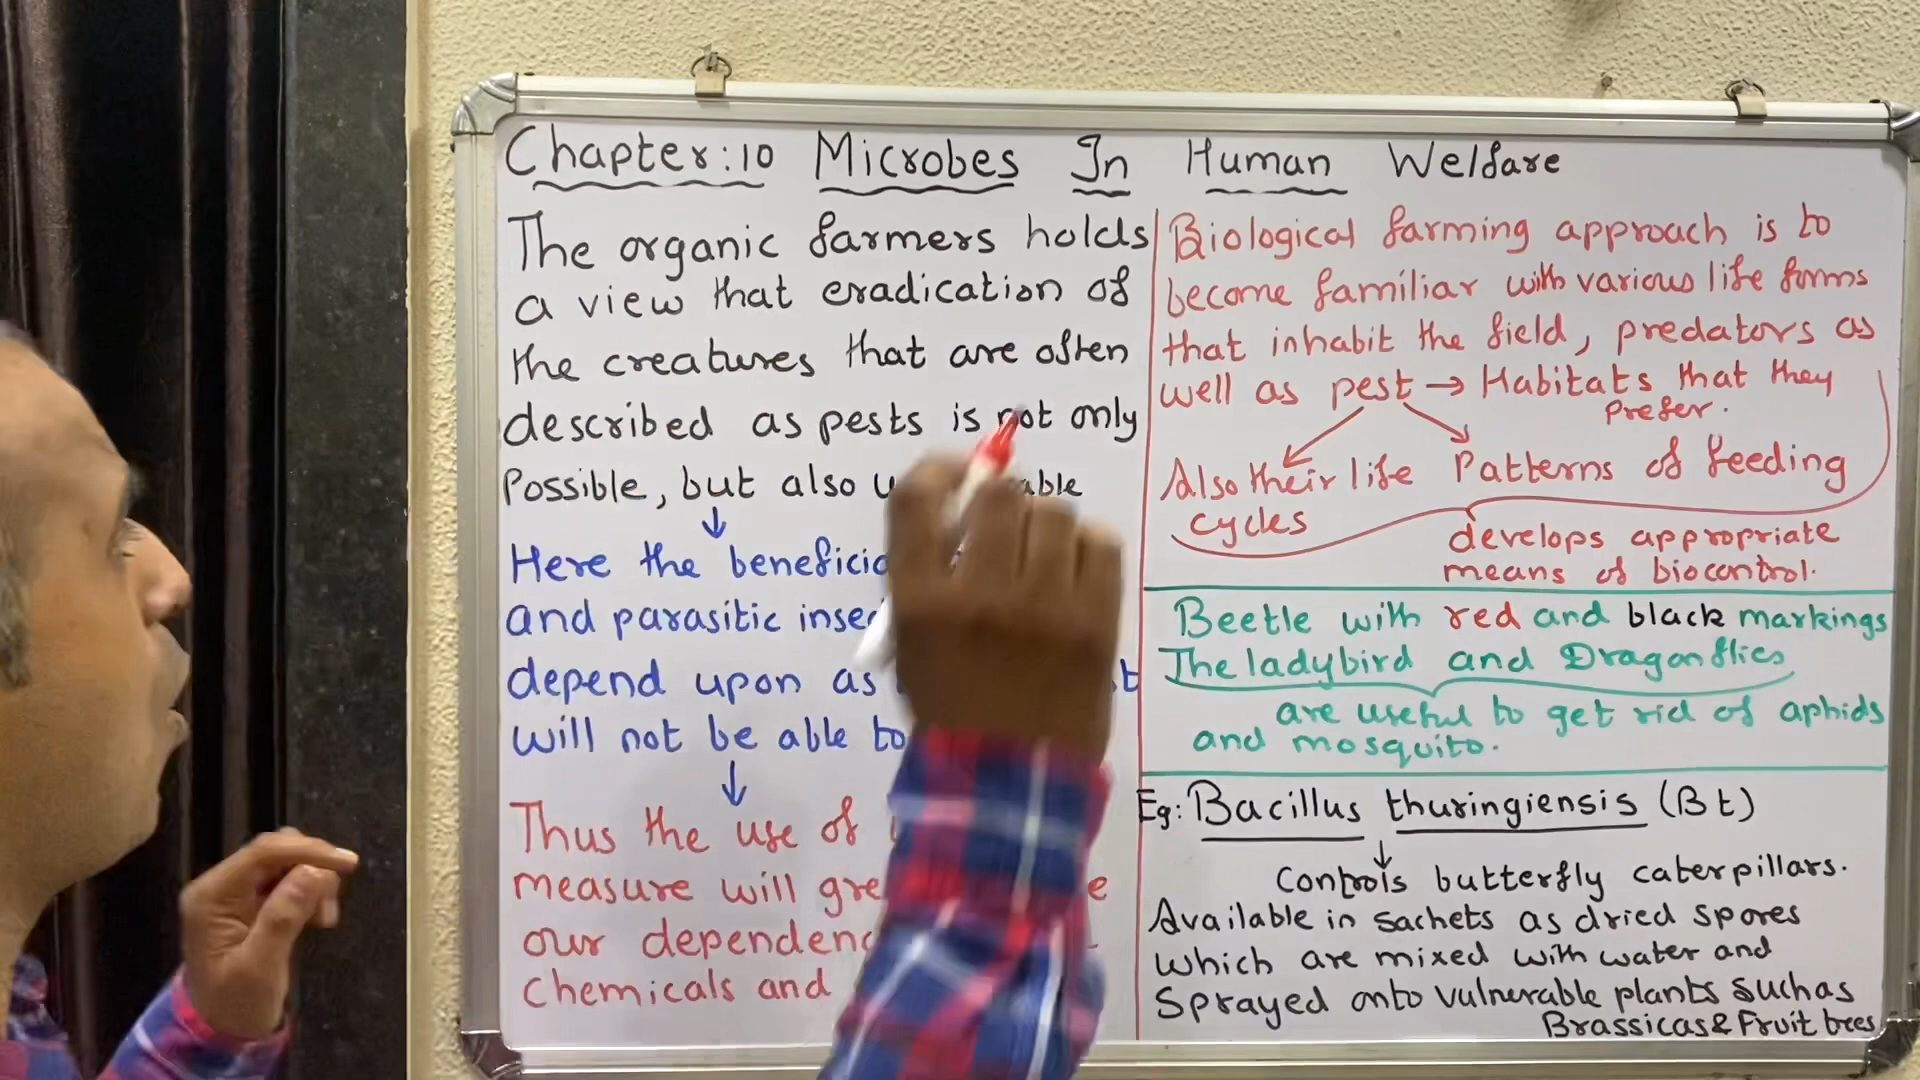 Chapter:10 Microbes In Human Welfare
The organic farmers holds
a view that eradication of
the creatures that are often
described as pests is not only
Possible, but also
Here the
and parasitic
depend upon as
will not be able to
Thus the use of
measure will
our
Chemicals and
Biological farming approach is to
become familiar with various life forms
that inhabit the field, predators as
well as pest → Habitats that they
Prefer.
Also their life Patterns of feeding
cycles
develops appropriate
means of biocontrol.
Beetle with red and black markings
The ladybird and Dragonflies
are useful to get rid of aphids
and mosquito.
Eg: Bacillus thuringiensis (Bt)
Controls butterfly caterpillars.
Available in sachets as dried spores
which are mixed with water and
Sprayed onto vulnerable plants such as
Brassicas & Fruit trees